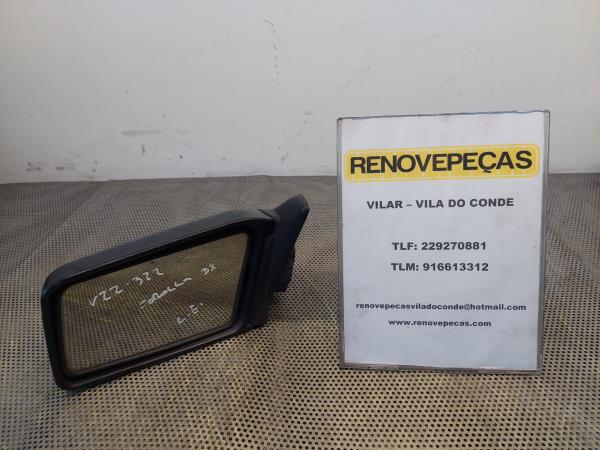 V22-322
COROLLA DX
L.E.
RENOVEPEÇAS
VILAR – VILA DO CONDE
TLF: 229270881
TLM: 916613312
renovepecasviladoconde@hotmail.com
www.renovepecas.com